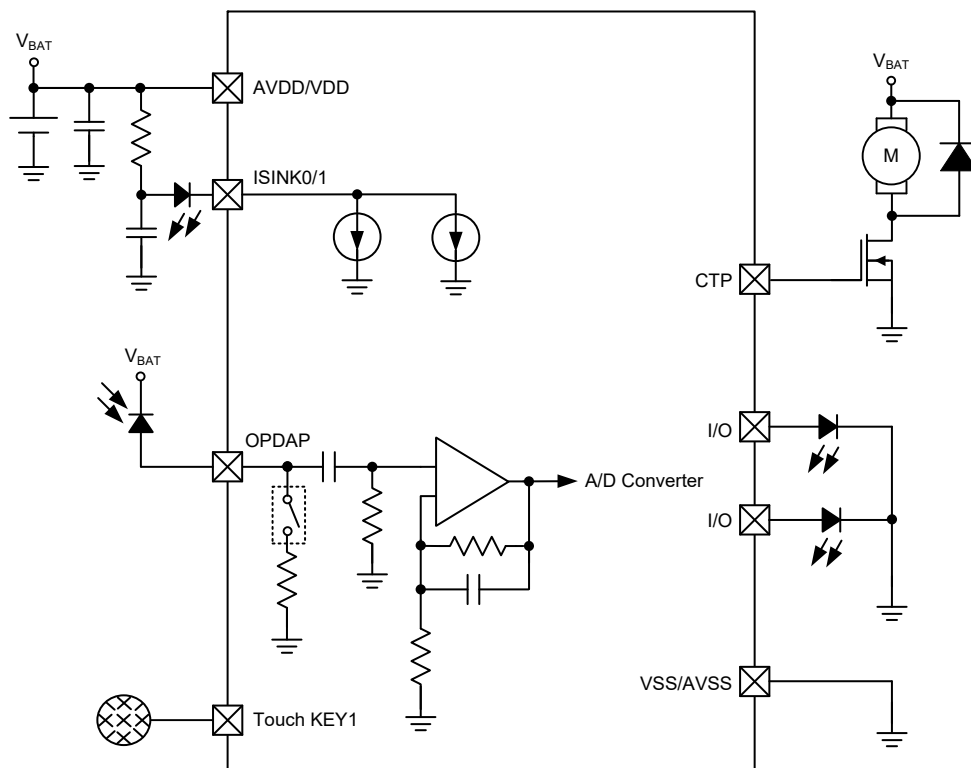 VBAT
AVDD/VDD
VBAT
M
ISINK0/1
CTP
VBAT
OPDAP
A/D Converter
I/O
I/O
VSS/AVSS
Touch KEY1